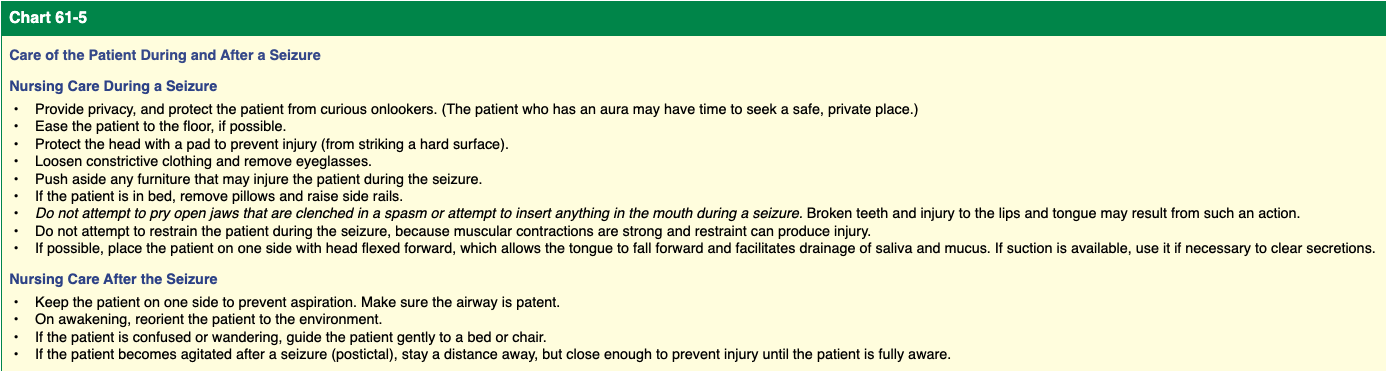 Chart 61-5
Care of the Patient During and After a Seizure
Nursing Care During a Seizure
• Provide privacy, and protect the patient from curious onlookers. (The patient who has an aura may have time to seek a safe, private place.)
• Ease the patient to the floor, if possible.
• Protect the head with a pad to prevent injury (from striking a hard surface).
• Loosen constrictive clothing and remove eyeglasses.
• Push aside any furniture that may injure the patient during the seizure.
• If the patient is in bed, remove pillows and raise side rails.
• Do not attempt to pry open jaws that are clenched in a spasm or attempt to insert anything in the mouth during a seizure. Broken teeth and injury to the lips and tongue may result from such an action.
• Do not attempt to restrain the patient during the seizure, because muscular contractions are strong and restraint can produce injury.
• If possible, place the patient on one side with head flexed forward, which allows the tongue to fall forward and facilitates drainage of saliva and mucus. If suction is available, use it if necessary to clear secretions.
Nursing Care After the Seizure
• Keep the patient on one side to prevent aspiration. Make sure the airway is patent.
• On awakening, reorient the patient to the environment.
• If the patient is confused or wandering, guide the patient gently to a bed or chair.
• If the patient becomes agitated after a seizure (postictal), stay a distance away, but close enough to prevent injury until the patient is fully aware.